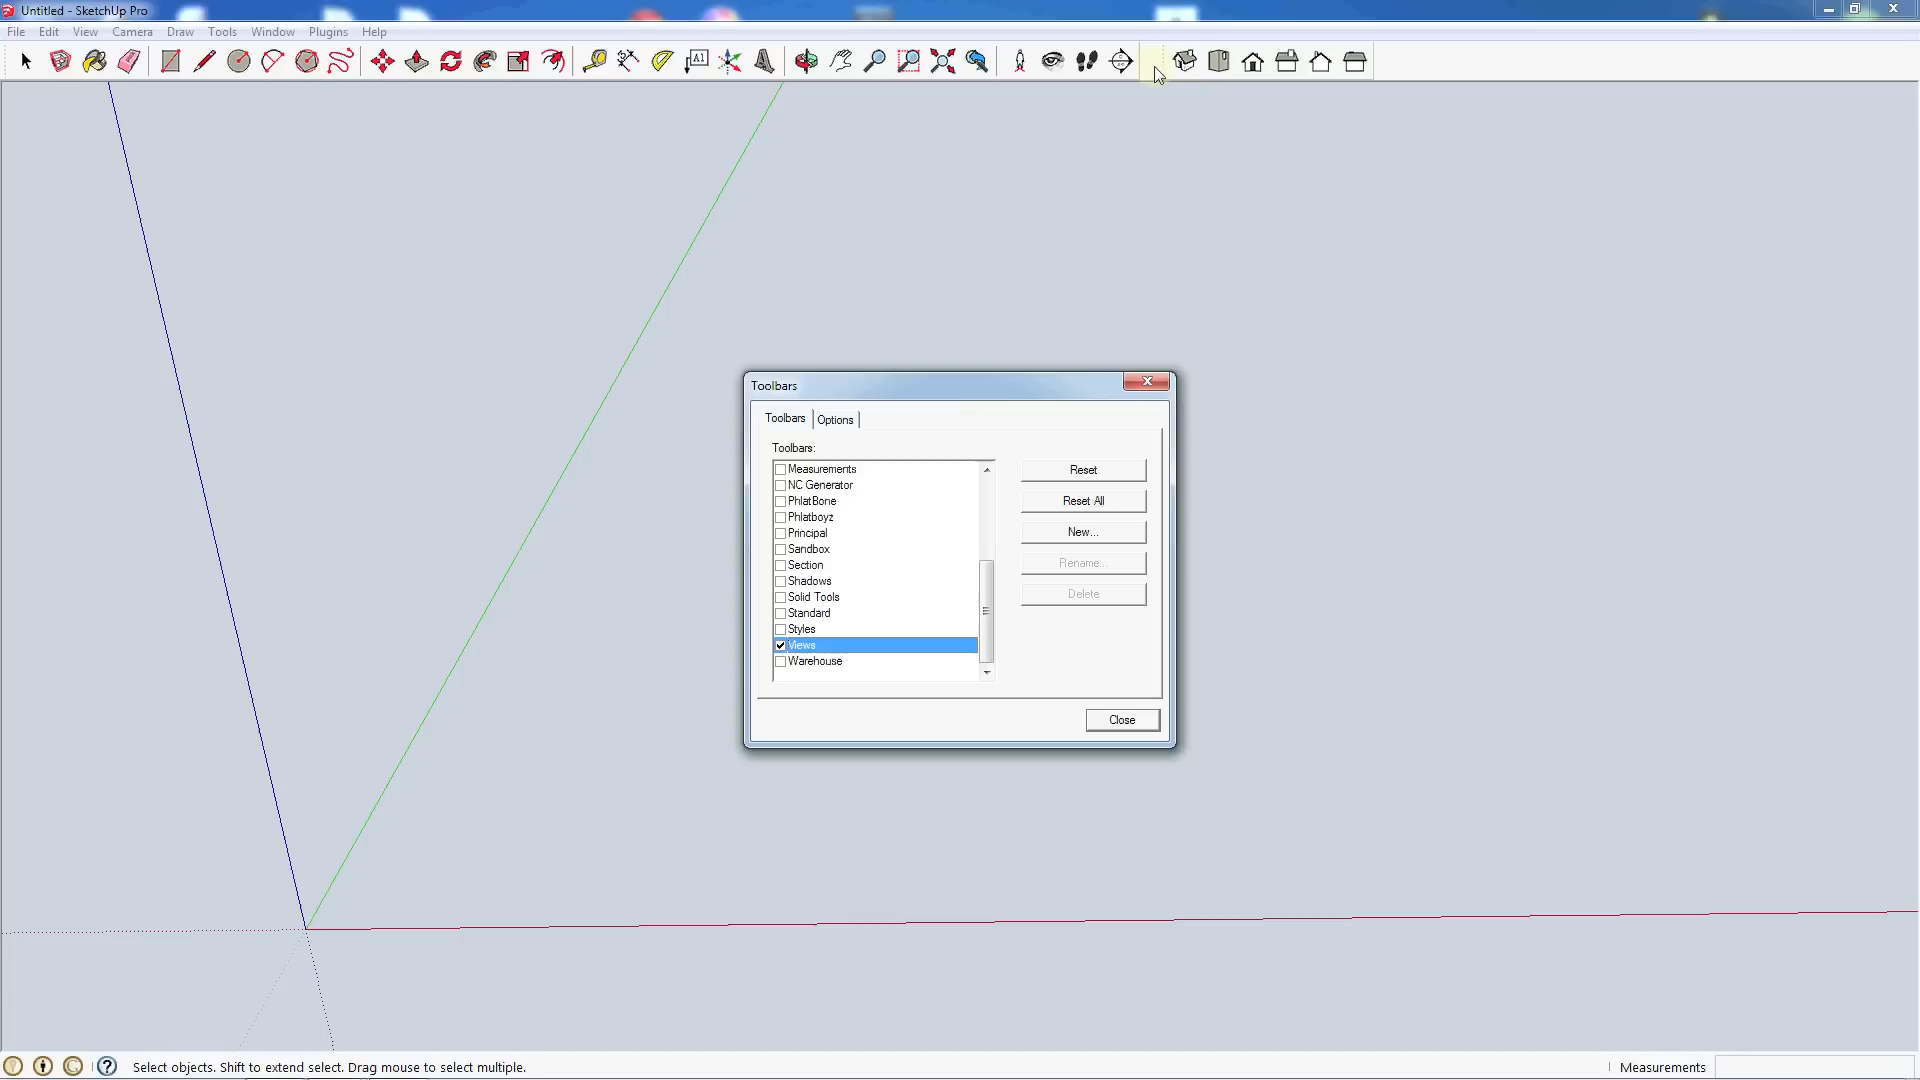 Untitled - SketchUp Pro
File Edit View Camera Draw Tools Window Plugins Help
A1
Toolbars
Toolbars Options
Toolbars:
Measurements
NC Generator
PhlatBone
Phlatboyz
Principal
Sandbox
Section
Shadows
Solid Tools
Standard
Styles
Views
Warehouse
Reset
Reset All
New...
Rename...
Delete
Close
Select objects. Shift to extend select. Drag mouse to select multiple.
Measurements